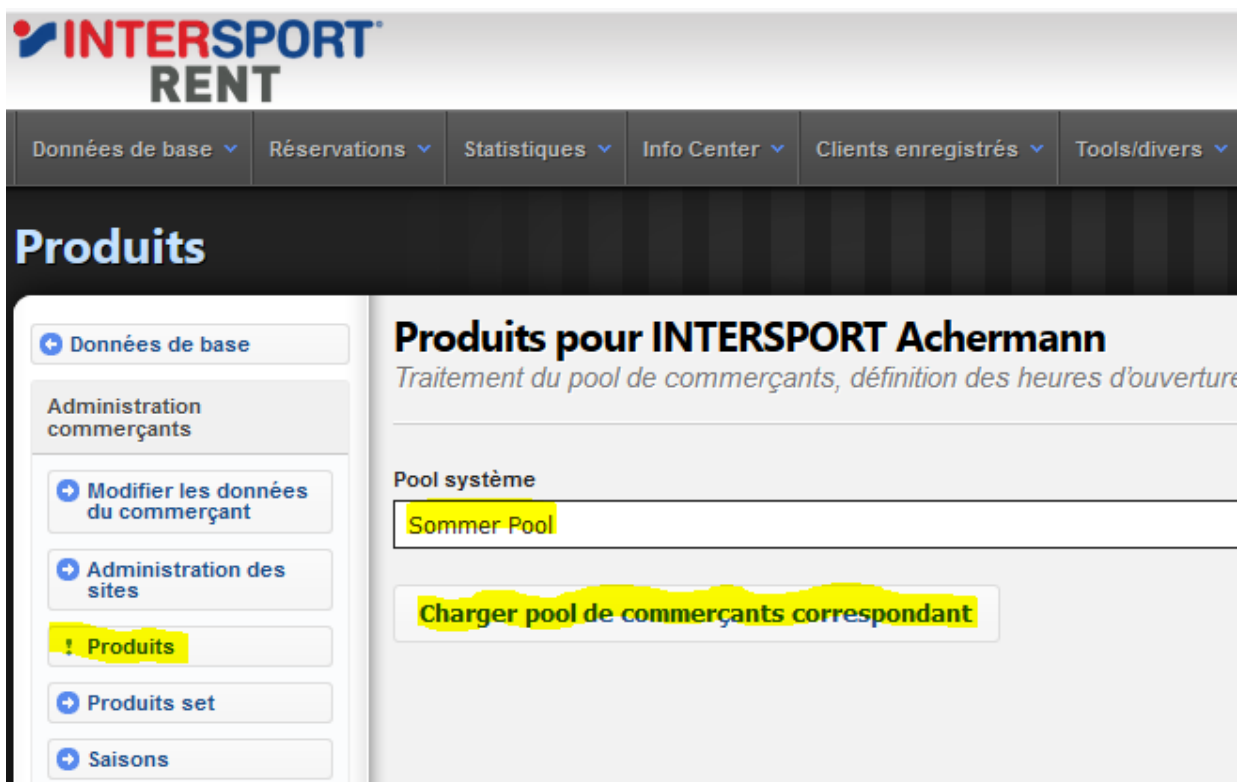 INTERSPORT
RENT
Données de base Réservations Statistiques Info Center Clients enregistrés Tools/divers
Produits
Données de base
Administration
commerçants
Modifier les données
du commerçant
Administration des
sites
! Produits
Produits set
Saisons
Produits pour INTERSPORT Achermann
Traitement du pool de commerçants, définition des heures d'ouverture
Pool système
Sommer Pool
Charger pool de commerçants correspondant